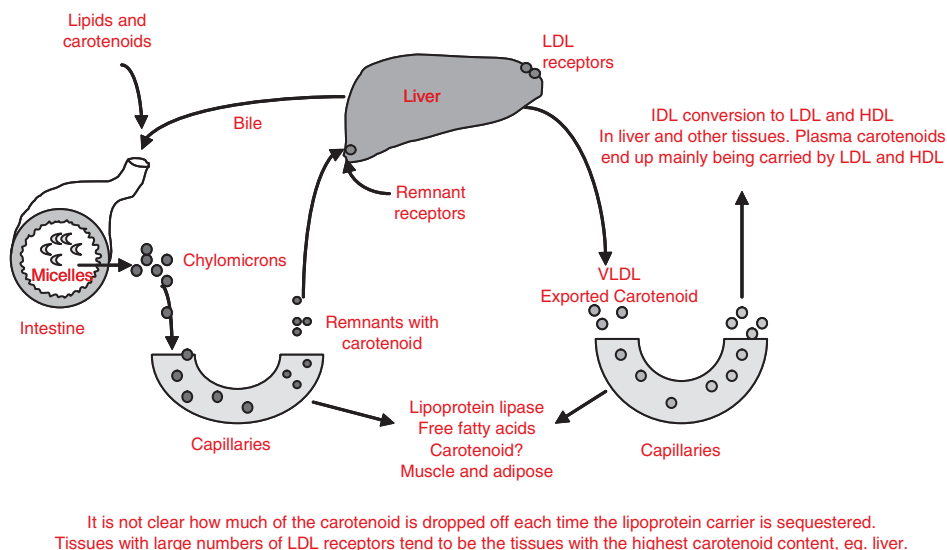 Lipids and
carotenoids
LDL
receptors
Liver
Bile
IDL conversion to LDL and HDL
In liver and other tissues. Plasma carotenoids
end up mainly being carried by LDL and HDL
Remnant
receptors
Chylomicrons
Micelles
VLDL
Exported Carotenoid
Intestine
Remnants with
carotenoid
Lipoprotein lipase
Free fatty acids
Carotenoid?
Muscle and adipose
Capillaries
Capillaries
It is not clear how much of the carotenoid is dropped off each time the lipoprotein carrier is sequestered.
Tissues with large numbers of LDL receptors tend to be the tissues with the highest carotenoid content, eg. liver.